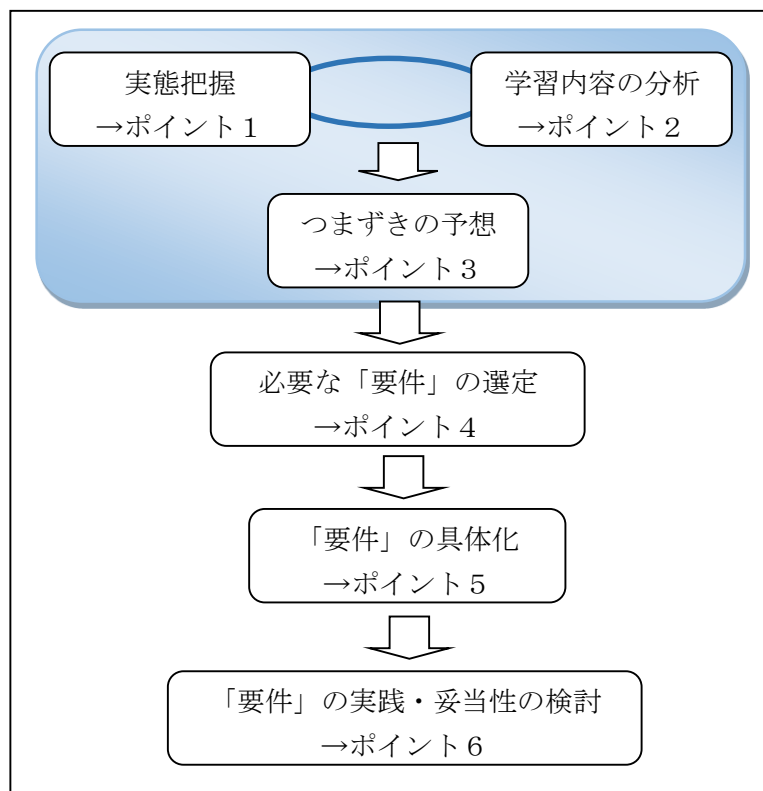 実態把握
→ポイント１
学習内容の分析
→ポイント２
つまずきの予想
→ポイント３
必要な「要件」の選定
→ポイント４
「要件」の具体化
→ポイント５
「要件」の実践・妥当性の検討
→ポイント６